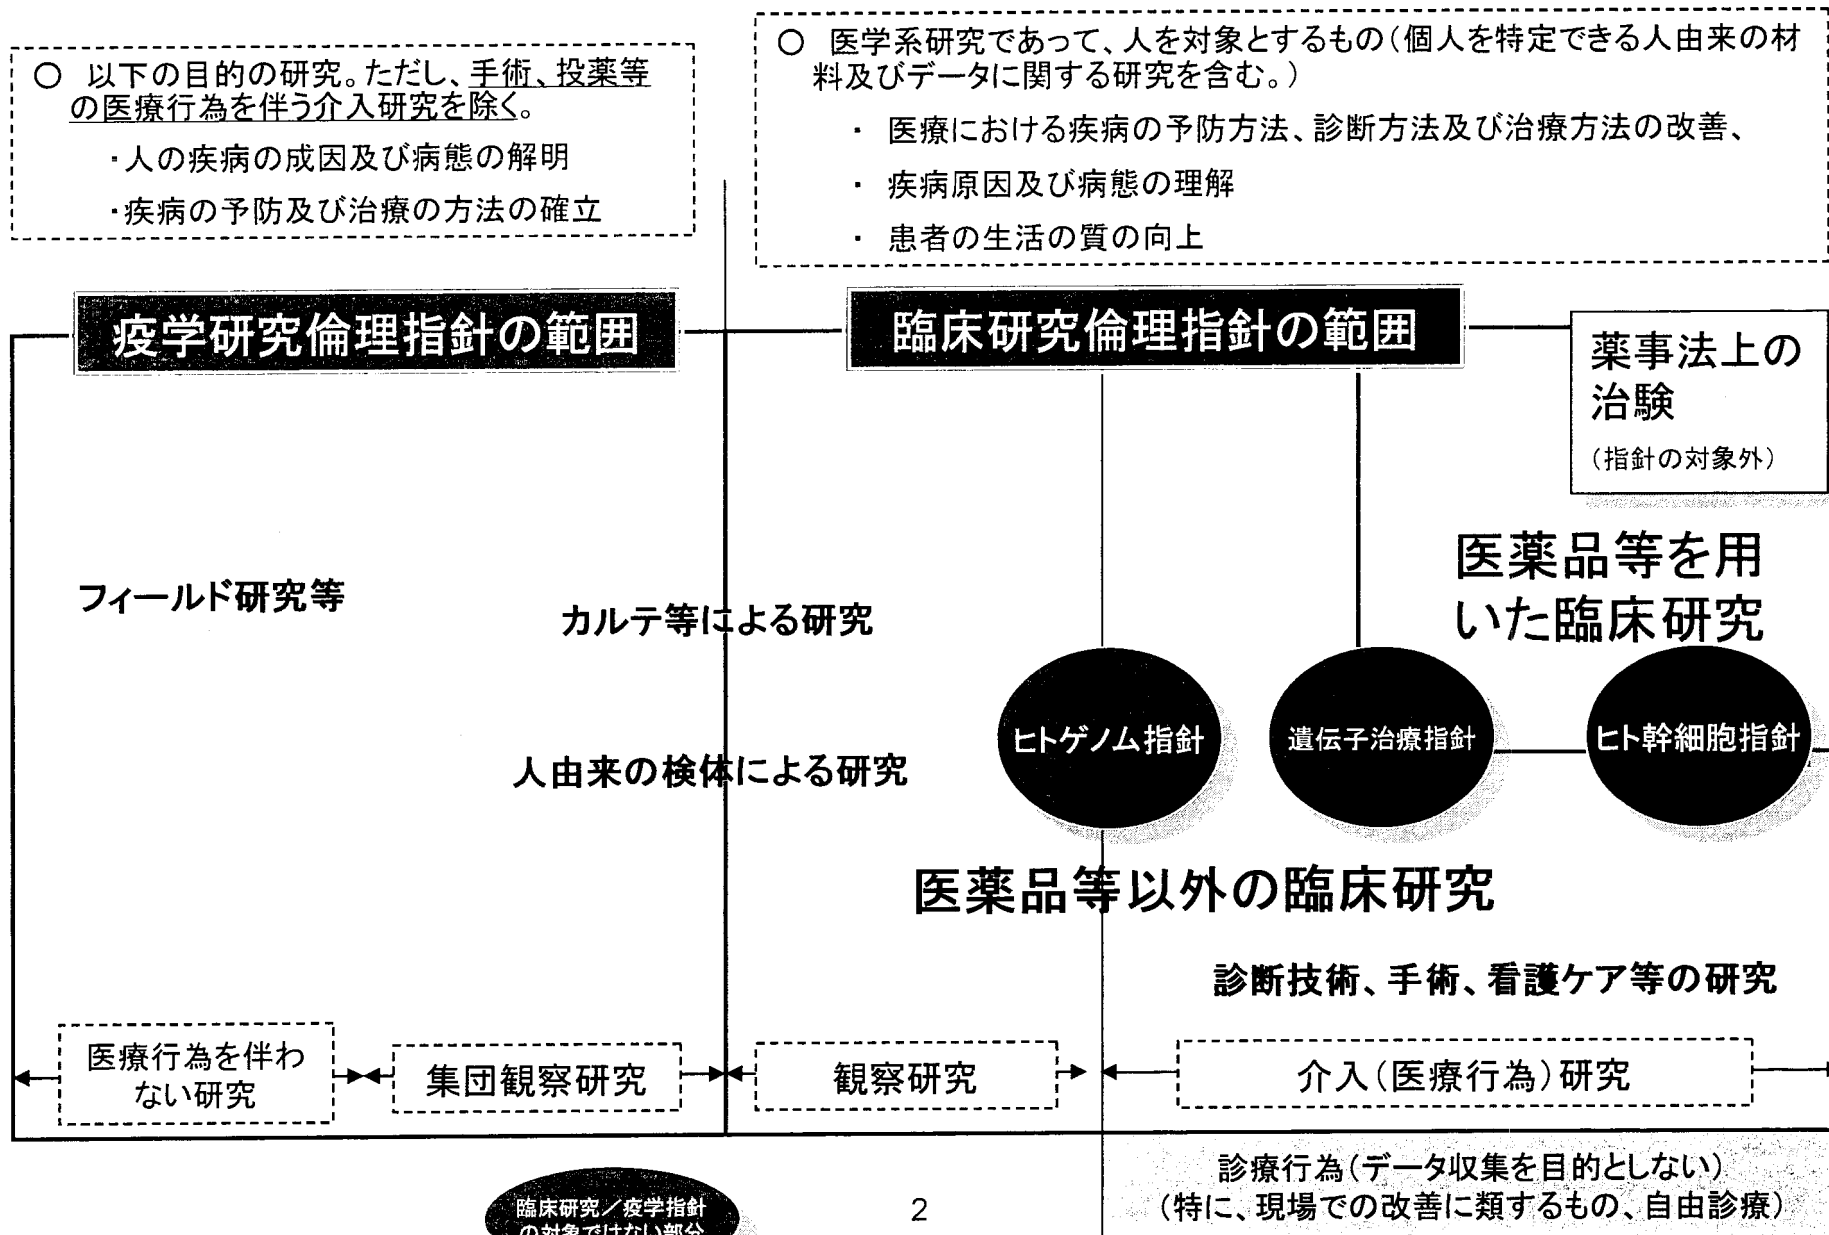 ○ 以下の目的の研究。ただし、手術、投薬等
の医療行為を伴う介入研究を除く。
・人の疾病の成因及び病態の解明
・疾病の予防及び治療の方法の確立
○ 医学系研究であって、人を対象とするもの(個人を特定できる人由来の材
料及びデータに関する研究を含む。)
・ 医療における疾病の予防方法、診断方法及び治療方法の改善、
・ 疾病原因及び病態の理解
・ 患者の生活の質の向上
疫学研究倫理指針の範囲
臨床研究倫理指針の範囲
薬事法上の
治験
(指針の対象外)
医薬品等を用
いた臨床研究
フィールド研究等
カルテ等による研究
ヒトゲノム指針
遺伝子治療指針
ヒト幹細胞指針
人由来の検体による研究
医薬品等以外の臨床研究
診断技術、手術、看護ケア等の研究
医療行為を伴わ
ない研究
集団観察研究
観察研究
介入(医療行為)研究
診療行為(データ収集を目的としない)
(特に、現場での改善に類するもの、自由診療)
臨床研究/疫学指針
の対象ではない部分
2